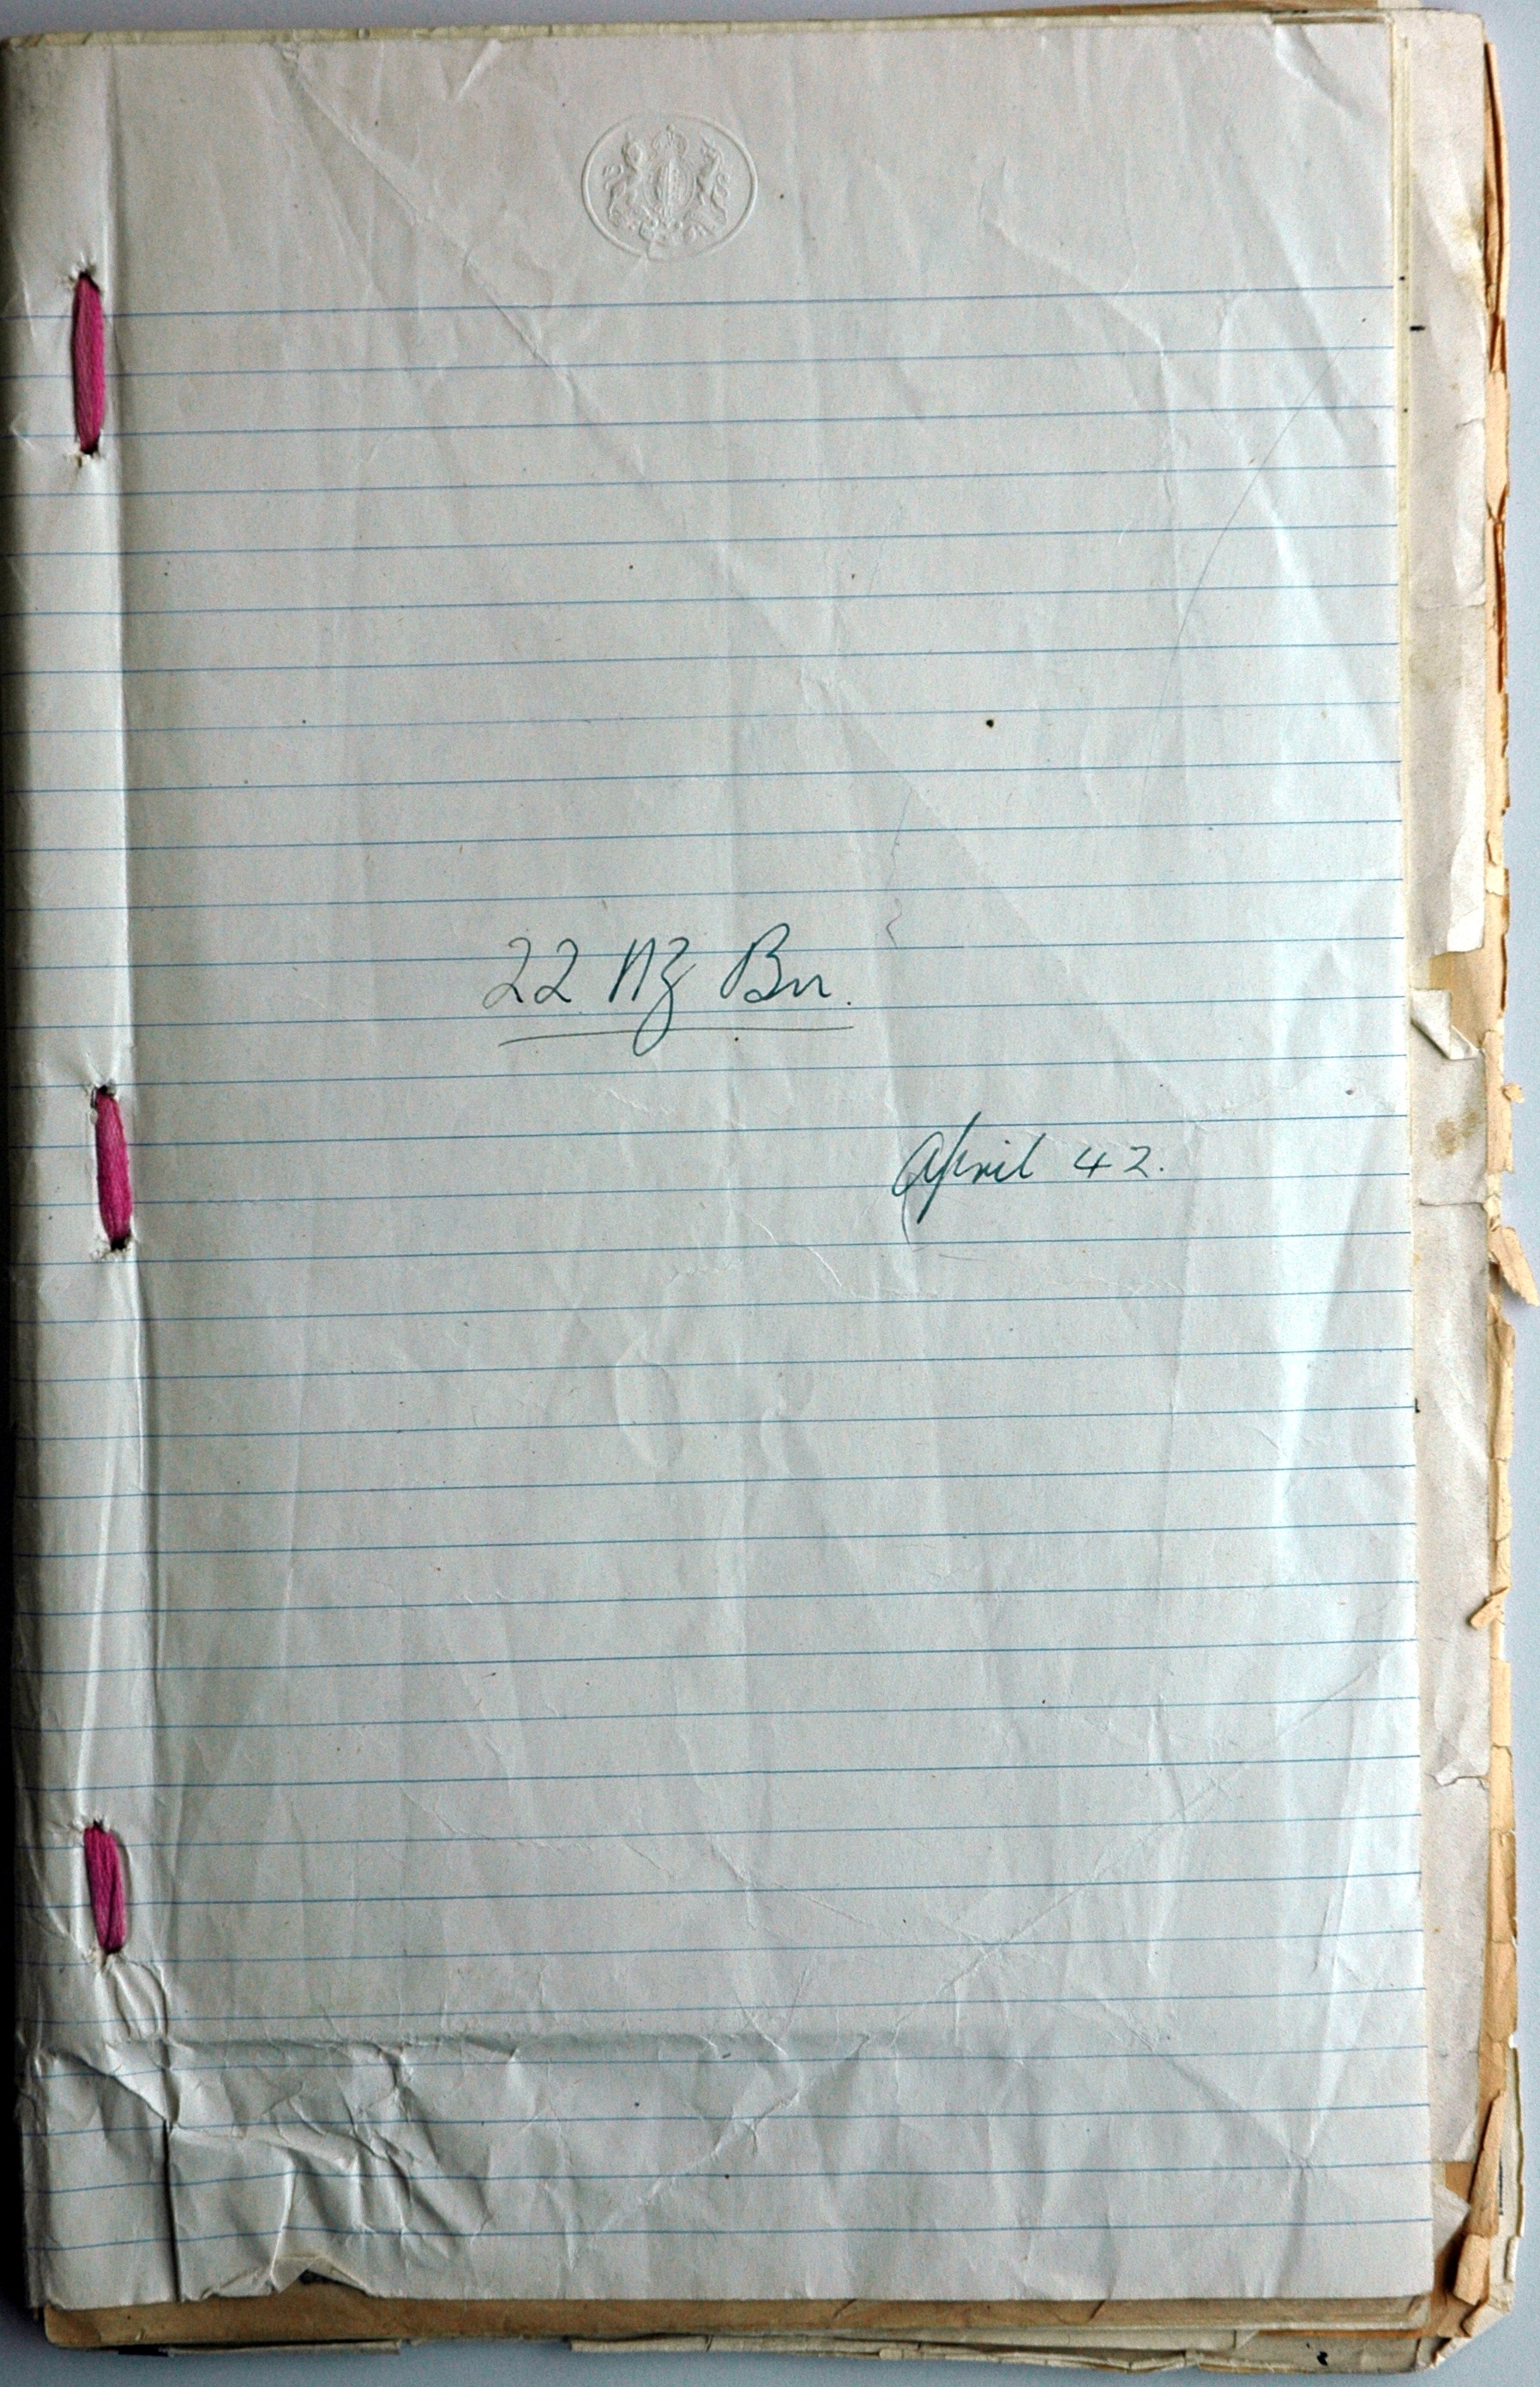 22 NZ Bn.
April 42.